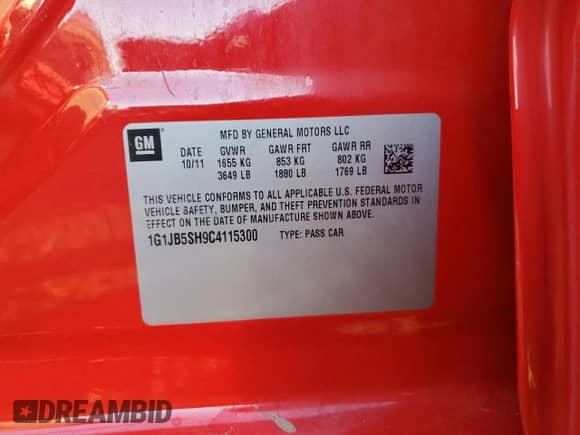 GM
MFD BY GENERAL MOTORS LLC
DATE GVWR GAWR FRT GAWR RR
10/11 1655 KG 853 KG 802 KG
3649 LB 1880 LB 1769 LB
THIS VEHICLE CONFORMS TO ALL APPLICABLE U.S. FEDERAL MOTOR
VEHICLE SAFETY, BUMPER, AND THEFT PREVENTION STANDARDS IN
EFFECT ON THE DATE OF MANUFACTURE SHOWN ABOVE.
1G1JB5SH9C4115300 TYPE: PASS CAR
DREAMBID